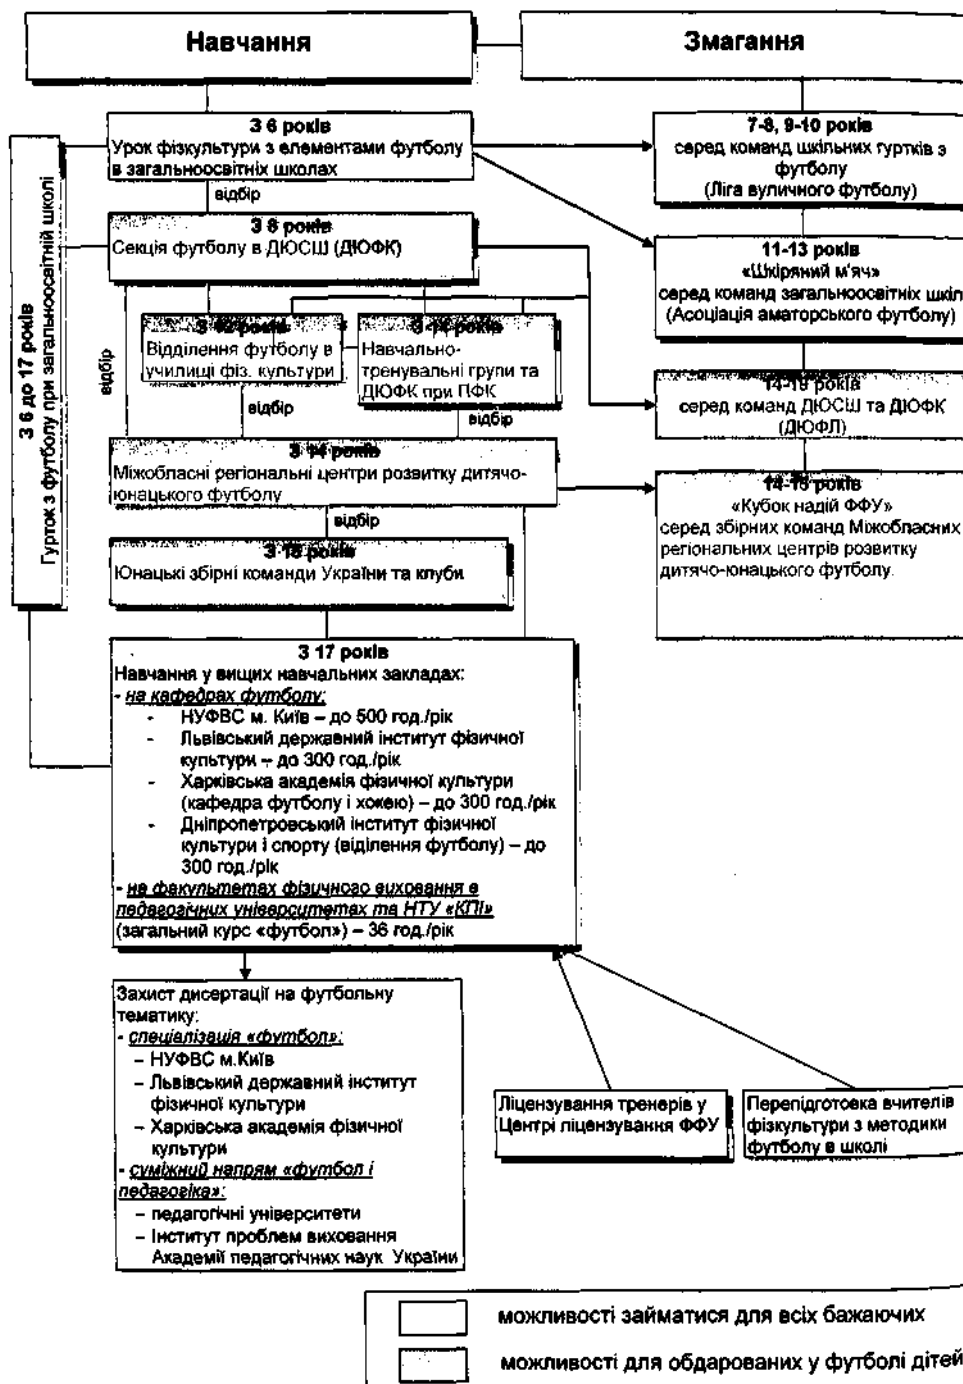 Навчання
Змагання
З 6 до 17 років
Гурток з футболу при загальноосвітній школі
З 6 років
Урок фізкультури з елементами футболу
в загальноосвітніх школах
відбір
З 8 років
Секція футболу в ДЮСШ (ДЮФК)
відбір
З 12 років
Відділення футболу в
училищі фіз. культури
З 14 років
Навчально-
тренувальні групи та
ДЮФК при ПФК
відбір
відбір
З 14 років
Міжобласні регіональні центри розвитку дитячо-
юнацького футболу
відбір
Юнацькі збірні команди України та клуби
З 17 років
Навчання у вищих навчальних закладах:
- на кафедрах футболу:
- НУФВС м. Київ – до 500 год./рік
- Львівський державний інститут фізичної
культури – до 300 год./рік
- Харківська академія фізичної культури
(кафедра футболу і хокею) – до 300 год./рік
- Дніпропетровський інститут фізичної
культури і спорту (віділення футболу) – до
300 год./рік
- на факультетах фізичного виховання в
педагогічних університетах та НТУ «КПІ»
(загальний курс «футбол») – 36 год./рік
Захист дисертації на футбольну
тематику:
- спеціалізація «футбол»:
– НУФВС м.Київ
– Львівський державний інститут
фізичної культури
– Харківська академія фізичної
культури
- суміжний напрям «футбол і
педагогіка»:
– педагогічні університети
– Інститут проблем виховання
Академії педагогічних наук України
7-8, 9-10 років
серед команд шкільних гуртків з
футболу
(Ліга вуличного футболу)
11-13 років
«Шкіряний м'яч»
серед команд загальноосвітніх шкіл
(Асоціація аматорського футболу)
серед команд ДЮСШ та ДЮФК
(ДЮФЛ)
«Кубок надій ФФУ»
серед збірних команд Міжобласних
регіональних центрів розвитку
дитячо-юнацького футболу.
Ліцензування тренерів у
Центрі ліцензування ФФУ
Перепідготовка вчителів
фізкультури з методики
футболу в школі
можливості займатися для всіх бажаючих
можливості для обдарованих у футболі дітей